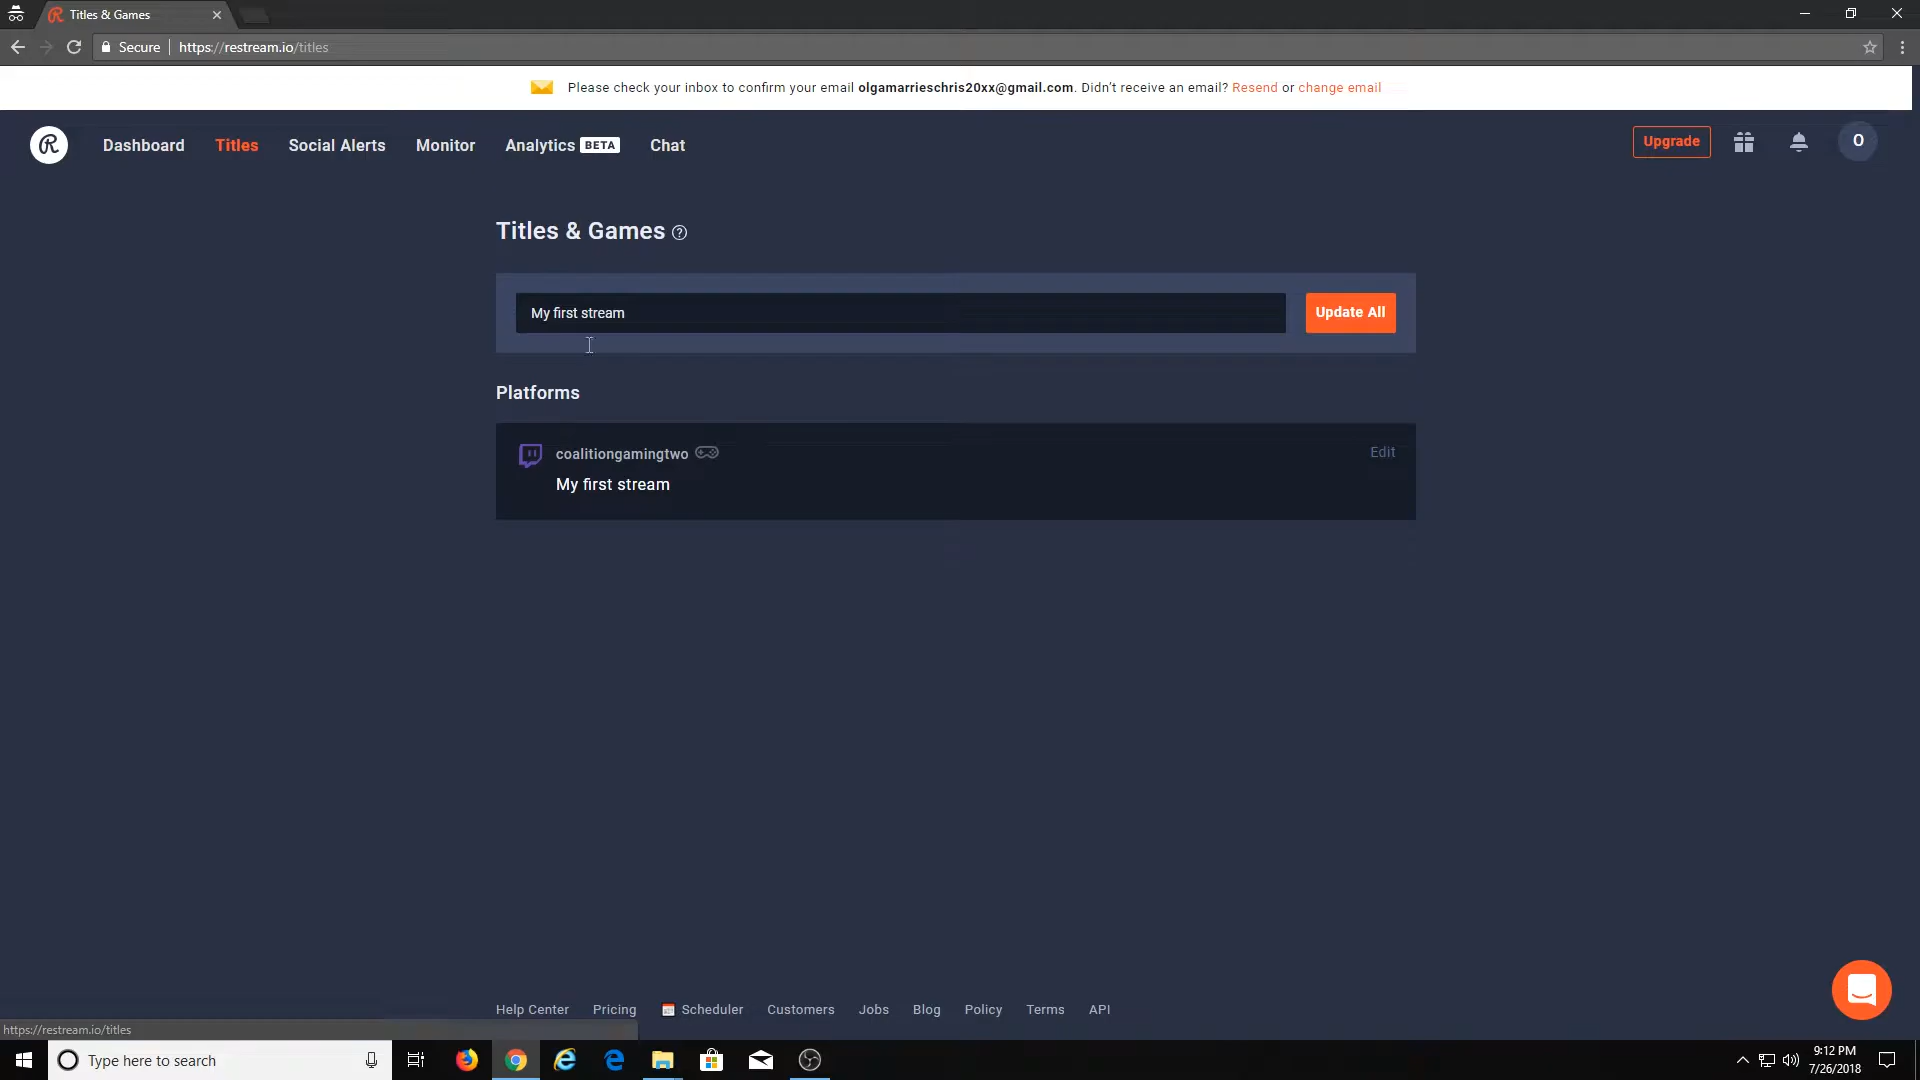 Titles & Games
Secure
https://restream.io/titles
Please check your inbox to confirm your email olgamarrieschris20xx@gmail.com. Didn't receive an email? Resend or change email
Dashboard
Titles
Social Alerts
Monitor
Analytics BETA
Chat
Upgrade
O
Titles & Games
My first stream
Update All
Platforms
coalitiongamingtwo
Edit
My first stream
Help Center
Pricing
Scheduler
Customers
Jobs
Blog
Policy
Terms
API
https://restream.io/titles
Type here to search
9:12 PM
7/26/2018